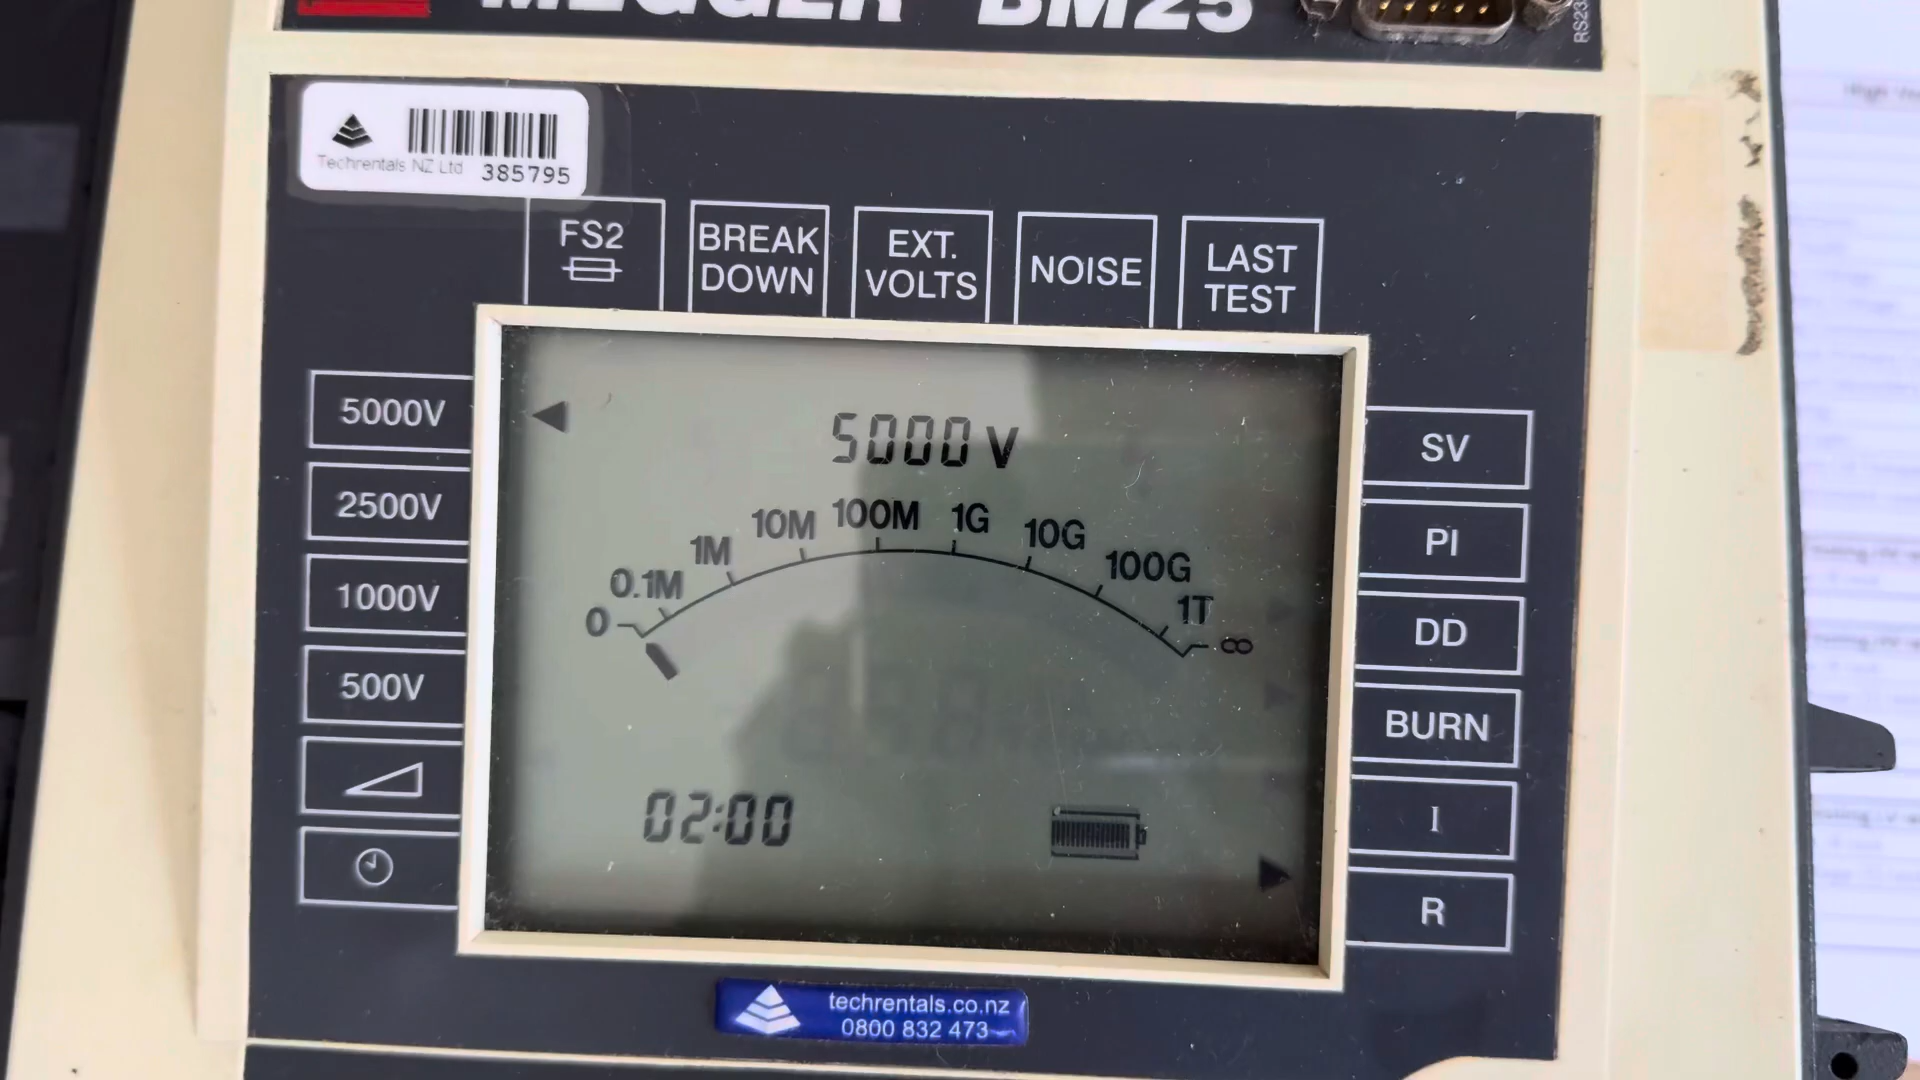 MEGGER BM25
RS23
Techrentals NZ Ltd 385795
FS2
BREAK
DOWN
EXT.
VOLTS
NOISE
LAST
TEST
5000V
2500V
1000V
500V
5000 V
0 0.1M 1M 10M 100M 1G 10G 100G 1T ∞
02:00
SV
PI
DD
BURN
I
R
techrentals.co.nz
0800 832 473